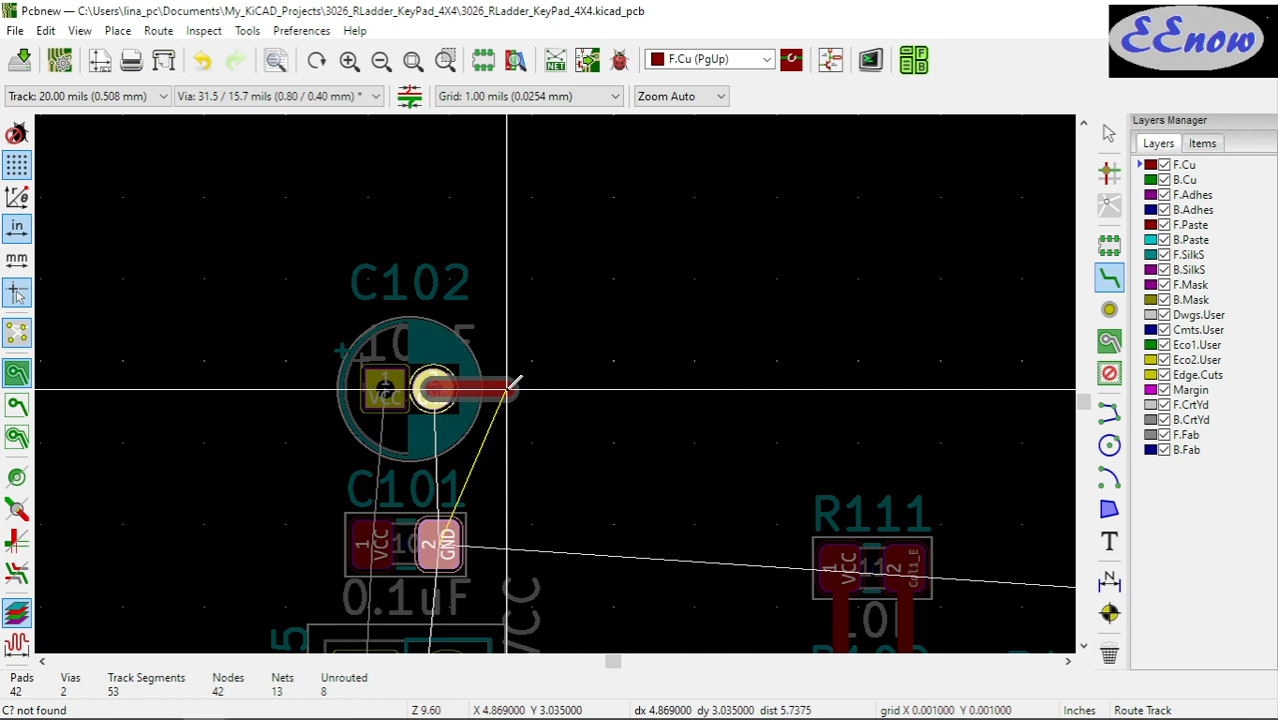 Pcbnew — C:\Users\lina_pc\Documents\My_KiCAD_Projects\3026_RLadder_KeyPad_4X4\3026_RLadder_KeyPad_4X4.kicad_pcb
EEnow
File Edit View Place Route Inspect Tools Preferences Help
NET
F.Cu (PgUp)
Track: 20.00 mils (0.508 mm)
Via: 31.5 / 15.7 mils (0.80 / 0.40 mm) *
Grid: 1.00 mils (0.0254 mm)
Zoom Auto
Layers Manager
Layers Items
F.Cu
B.Cu
F.Adhes
B.Adhes
F.Paste
B.Paste
F.SilkS
B.SilkS
F.Mask
B.Mask
Dwgs.User
Cmts.User
Eco1.User
Eco2.User
Edge.Cuts
Margin
F.CrtYd
B.CrtYd
F.Fab
B.Fab
in
mm
T
N
C102
1
VCC
C101
1
VCC
2
GND
0.1uF
VCC
R111
1
VCC
2
Col1_E
Pads
42
Vias
2
Track Segments
53
Nodes
42
Nets
13
Unrouted
8
C? not found
Z 9.60
X 4.869000 Y 3.035000
dx 4.869000 dy 3.035000 dist 5.7375
grid X 0.001000 Y 0.001000
Inches
Route Track